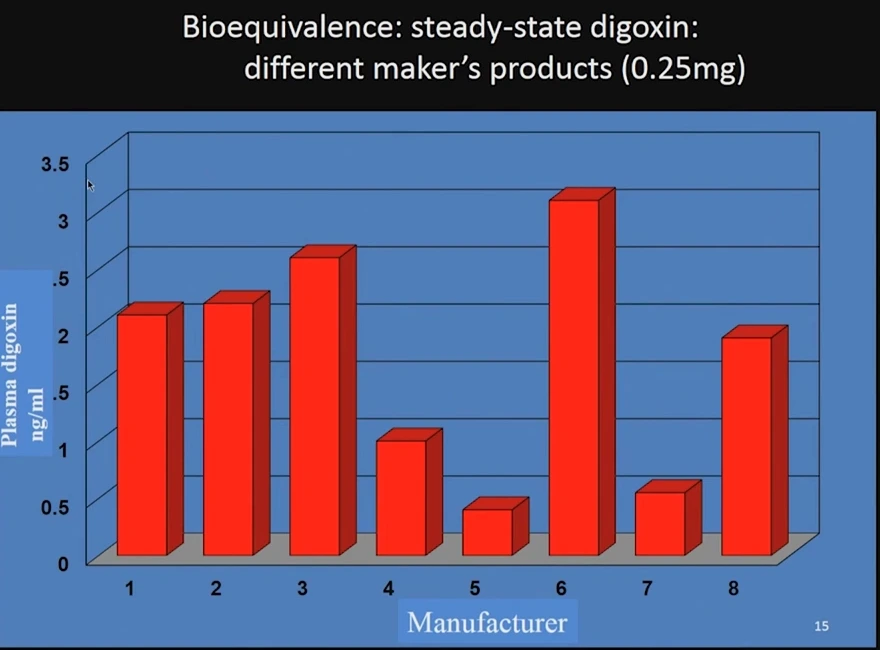 Bioequivalence: steady-state digoxin:
different maker's products (0.25mg)
3.5
3
.5
2
.5
1
0.5
0
Plasma digoxin
ng/ml
1 2 3 4 5 6 7 8
Manufacturer
15